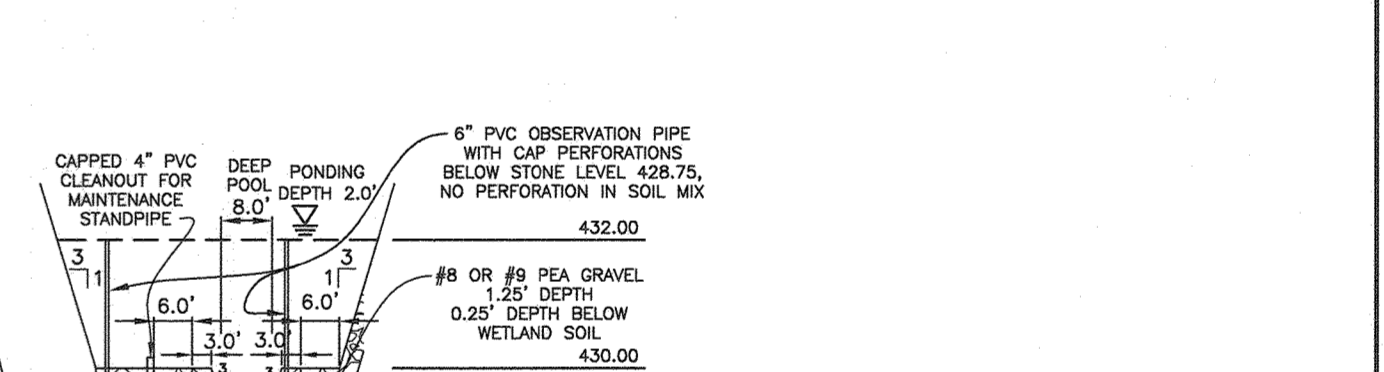 6" PVC OBSERVATION PIPE
WITH CAP PERFORATIONS
BELOW STONE LEVEL 428.75,
NO PERFORATION IN SOIL MIX
CAPPED 4" PVC
CLEANOUT FOR
MAINTENANCE
STANDPIPE
DEEP
POOL
8.0'
PONDING
DEPTH 2.0'
432.00
3
1
3
1
#8 OR #9 PEA GRAVEL
1.25' DEPTH
0.25' DEPTH BELOW
WETLAND SOIL
6.0'
6.0'
3.0'
3.0'
430.00
3
3